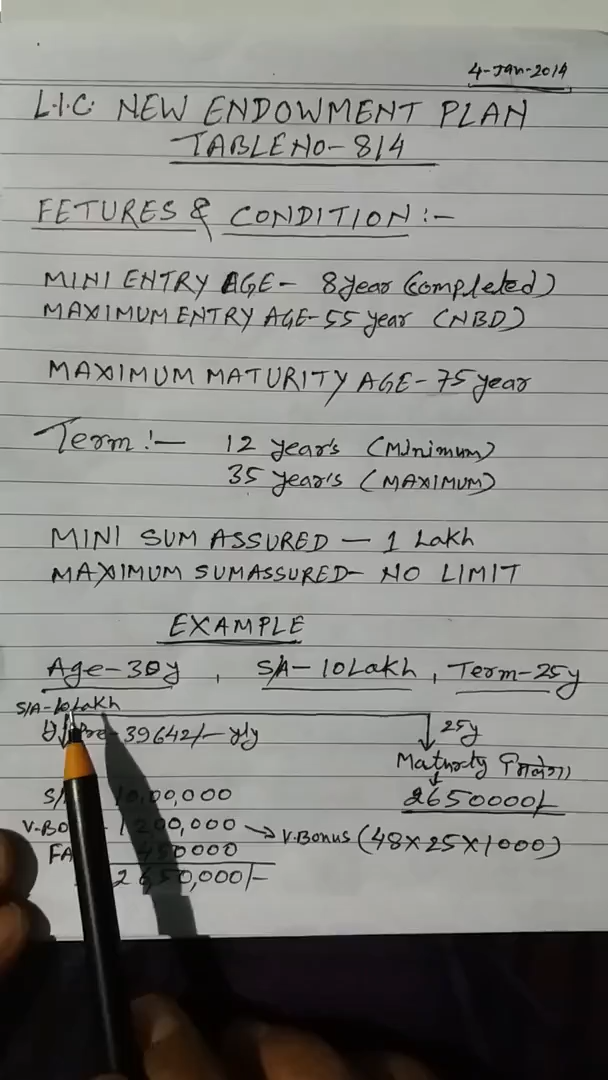 4-Jan-2014
L.I.C. NEW ENDOWMENT PLAN
TABLE NO-814
FETURES & CONDITION :-
MINI ENTRY AGE - 8 year (completed)
MAXIMUM ENTRY AGE-55 year (NBD)
MAXIMUM MATURITY AGE-75 year
Term :- 12 year's (Minimum)
35 year's (MAXIMUM)
MINI SUM ASSURED - 1 Lakh
MAXIMUM SUMASSURED- NO LIMIT
EXAMPLE
Age-30y, S/A-10Lakh, Term-25y
S/A-10Lakh
Pre-39642/- yly
25y
Maturity मिलेगा
2650000/-
S/ 10,00,000
V.BO 1200,000 → V.Bonus (48×25×1000)
FA 450000
2650,000/-